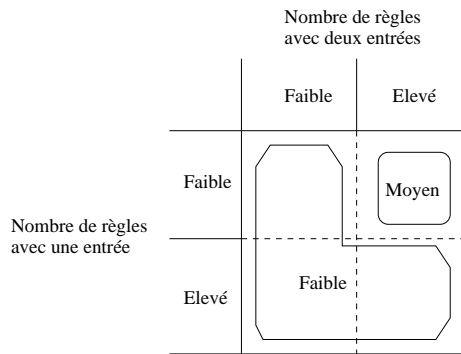 Nombre de règles
avec deux entrées
Faible
Elevé
Faible
Moyen
Nombre de règles
avec une entrée
Elevé
Faible